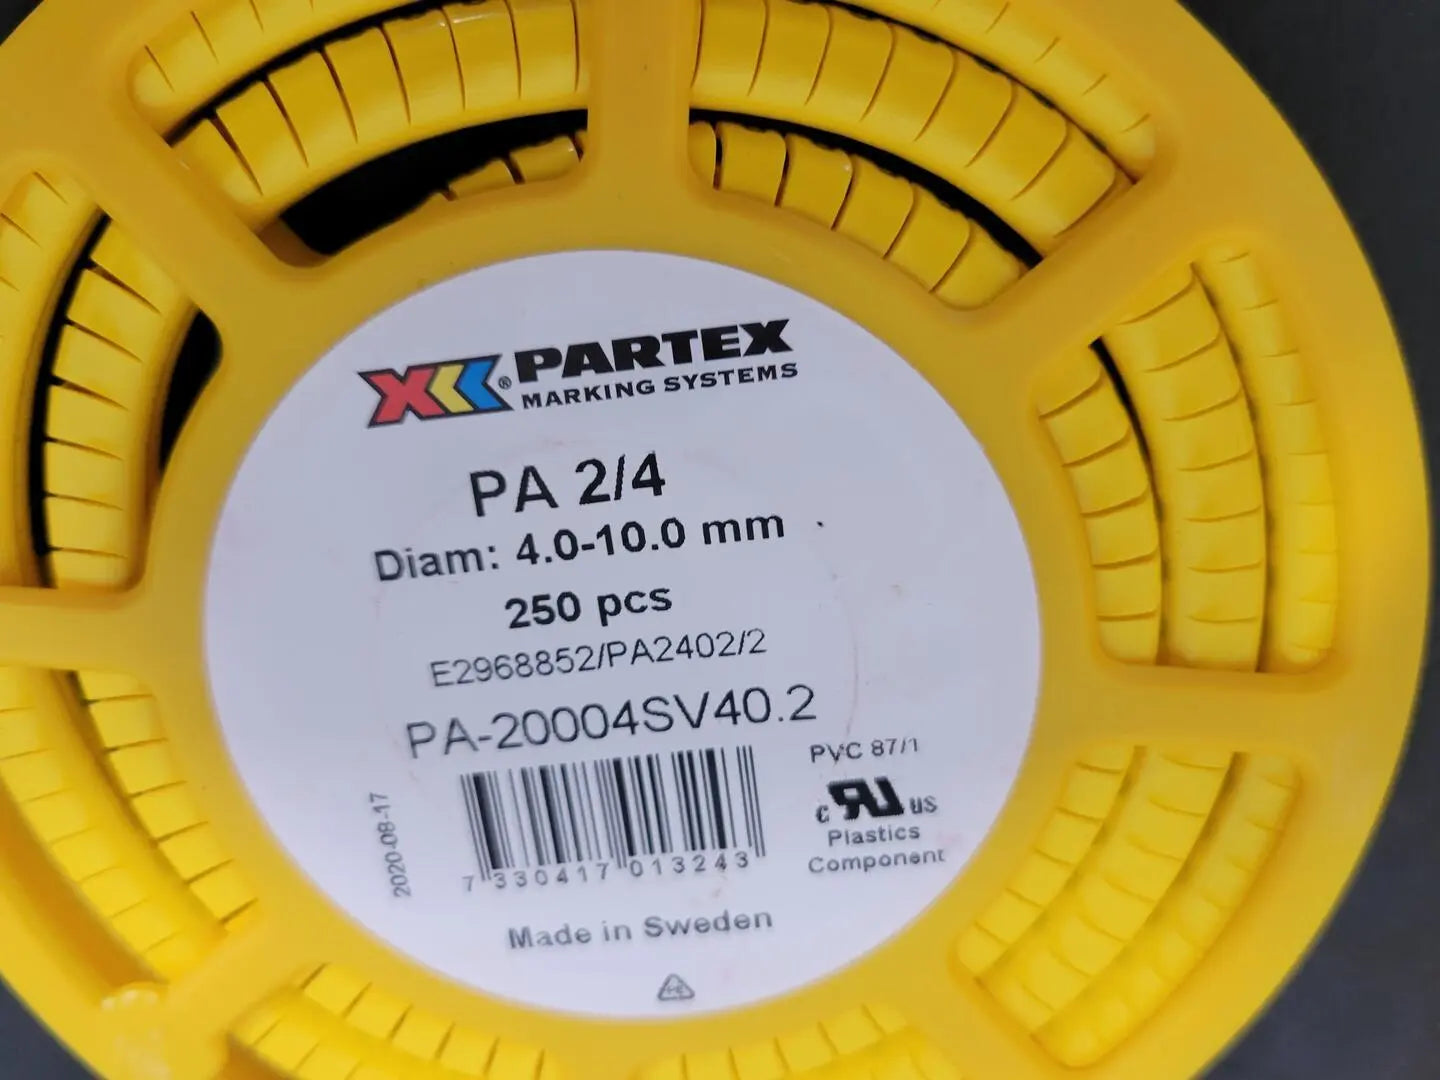 PARTEX
MARKING SYSTEMS
PA 2/4
Diam: 4.0-10.0 mm
250 pcs
E2968852/PA2402/2
PA-20004SV40.2
PVC 87/1
c RU US
Plastics
Component
2020-08-17
7 330417 013243
Made in Sweden